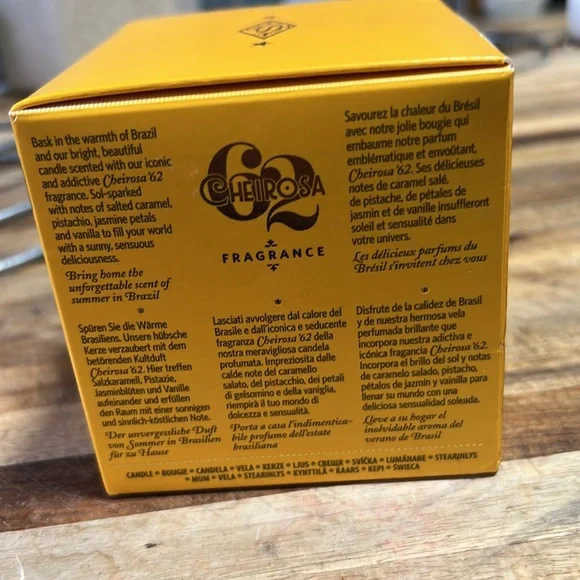 Bask in the warmth of Brazil
and our bright, beautiful
candle scented with our iconic
and addictive Cheirosa '62
fragrance. Sol-sparked
with notes of salted caramel,
pistachio, jasmine petals
and vanilla to fill your world
with a sunny, sensuous
deliciousness.
Bring home the
unforgettable scent of
summer in Brazil
62
CHEIROSA
FRAGRANCE
Savourez la chaleur du Brésil
avec notre jolie bougie qui
embaume notre parfum
emblématique et envoûtant,
Cheirosa '62. Ses délicieuses
notes de caramel salé,
de pistache, de pétales de
jasmin et de vanille insuffleront
soleil et sensualité dans
votre univers.
Les délicieux parfums du
Brésil s'invitent chez vous
Spüren Sie die Wärme
Brasiliens. Unsere hübsche
Kerze verzaubert mit dem
betörenden Kultduft
Cheirosa '62. Hier treffen
Salzkaramell, Pistazie,
Jasminblüten und Vanille
aufeinander und erfüllen
den Raum mit einer sonnigen
und sinnlich-köstlichen Note.
Der unvergessliche Duft
von Sommer in Brasilien
für zu Hause
Lasciati avvolgere dal calore del
Brasile e dall'iconica e seducente
fragranza Cheirosa '62 della
nostra meravigliosa candela
profumata. Impreziosita dalle
calde note del caramello
salato, del pistacchio, dei petali
di gelsomino e della vaniglia,
riempirà il tuo mondo di
dolcezza e sensualità.
Porta a casa l'indimentica-
bile profumo dell'estate
brasiliana
Disfrute de la calidez de Brasil
y de nuestra hermosa vela
perfumada brillante que
incorpora nuestra adictiva e
icónica fragancia Cheirosa '62.
Incorpora el brillo del sol y notas
de caramelo salado, pistacho,
pétalos de jazmín y vainilla para
llenar su mundo con una
deliciosa sensualidad soleada.
Lleve a su hogar el
inolvidable aroma del
verano de Brasil
CANDLE * BOUGIE * CANDELA * VELA * KERZE * LJUS * СВЕЩИ * SVÍČKA * LUMÂNARE * STEARINLYS
* MUM * VELA * STEARINLYS * KYNTTILÄ * KAARS * KEPI * ŚWIECA